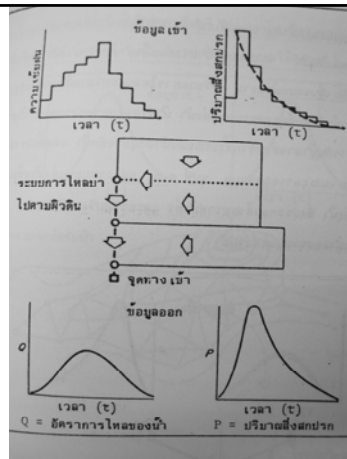 ข้อมูลเข้า
ความเข้มฝน
เวลา (τ)
ปริมาณสิ่งสกปรก
เวลา (τ)
ระบบการไหลบ่า
ไปตามผิวดิน
จุดทางเข้า
ข้อมูลออก
Q
เวลา (τ)
P
เวลา (τ)
Q = อัตราการไหลของน้ำ
P = ปริมาณสิ่งสกปรก